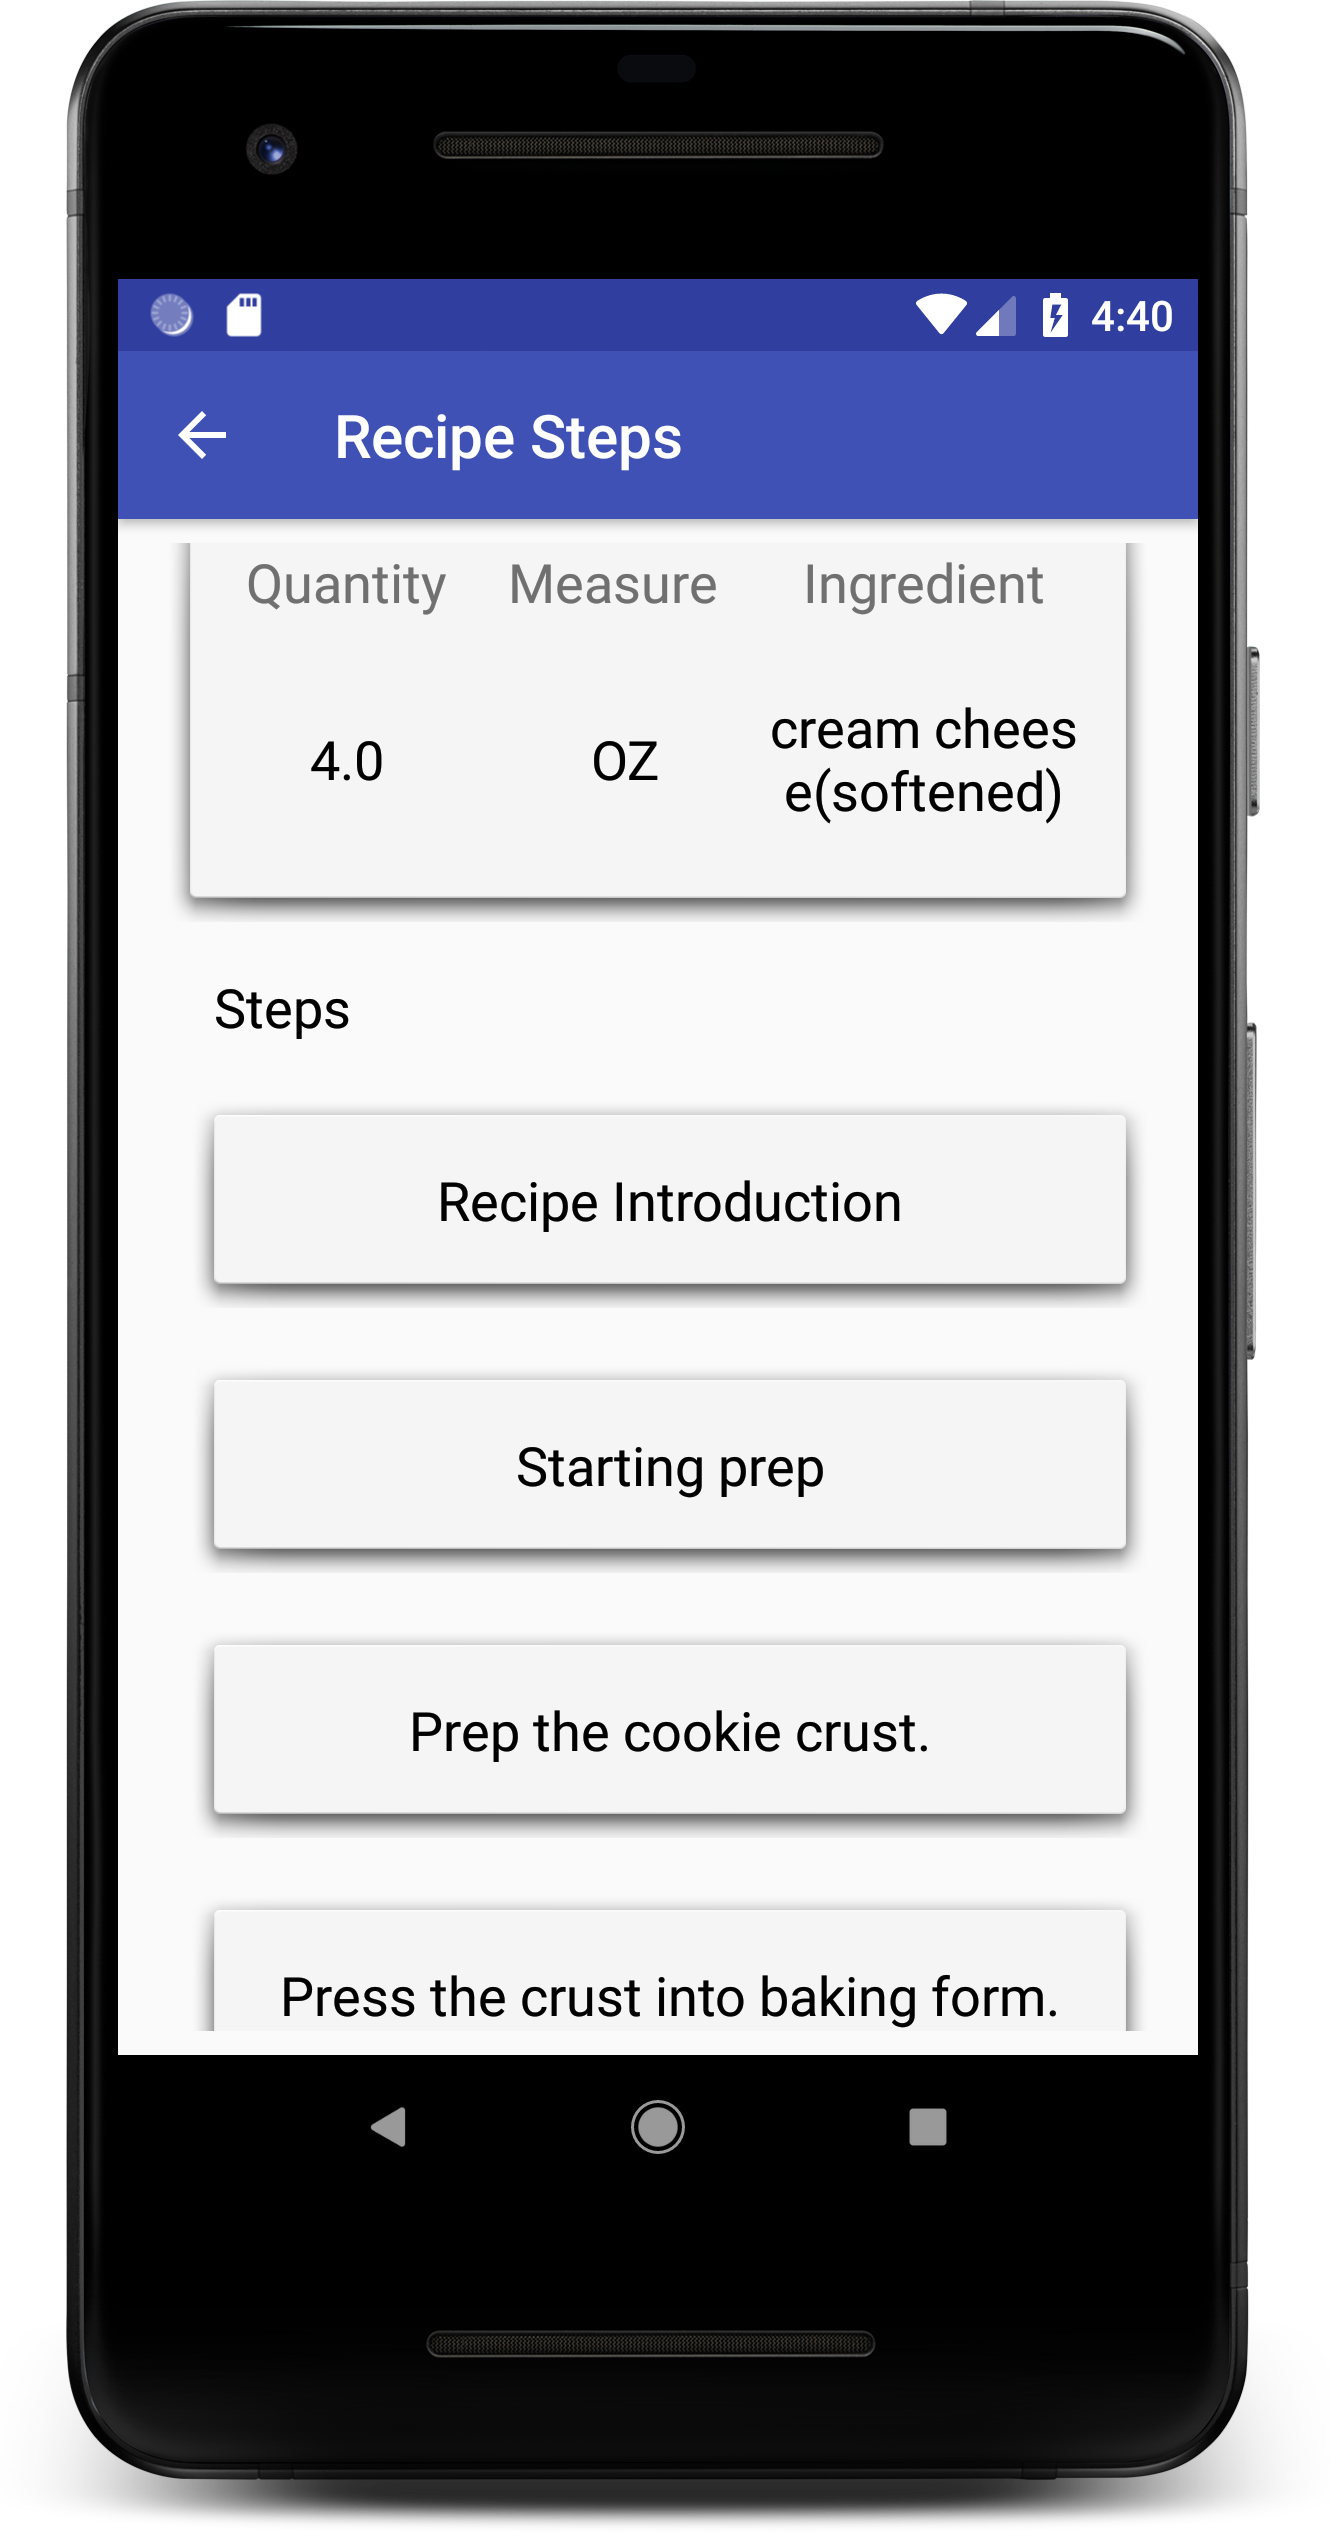 4:40
Recipe Steps
Quantity Measure Ingredient
4.0 OZ cream chees
e(softened)
Steps
Recipe Introduction
Starting prep
Prep the cookie crust.
Press the crust into baking form.